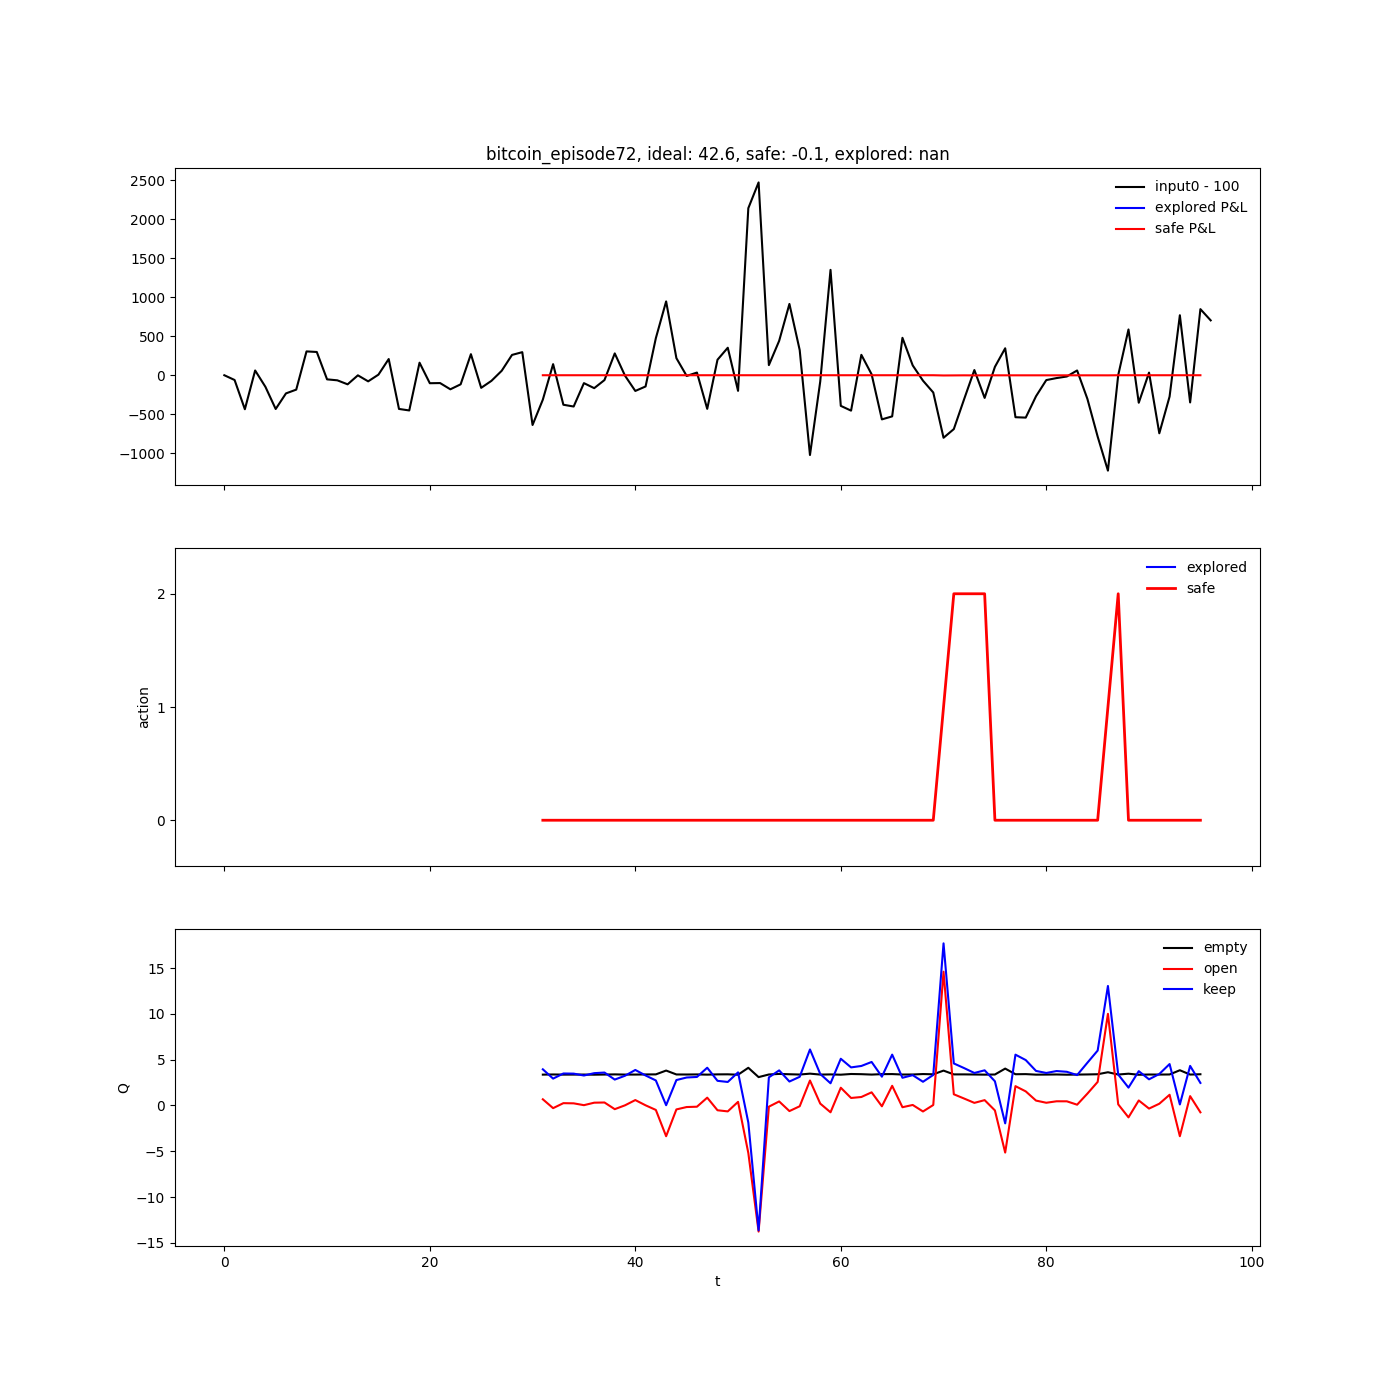 bitcoin_episode72, ideal: 42.6, safe: -0.1, explored: nan
2500
2000
1500
1000
500
0
−500
−1000
input0 - 100
explored P&L
safe P&L
2
1
0
action
explored
safe
15
10
5
0
−5
−10
−15
Q
empty
open
keep
0 20 40 60 80 100
t